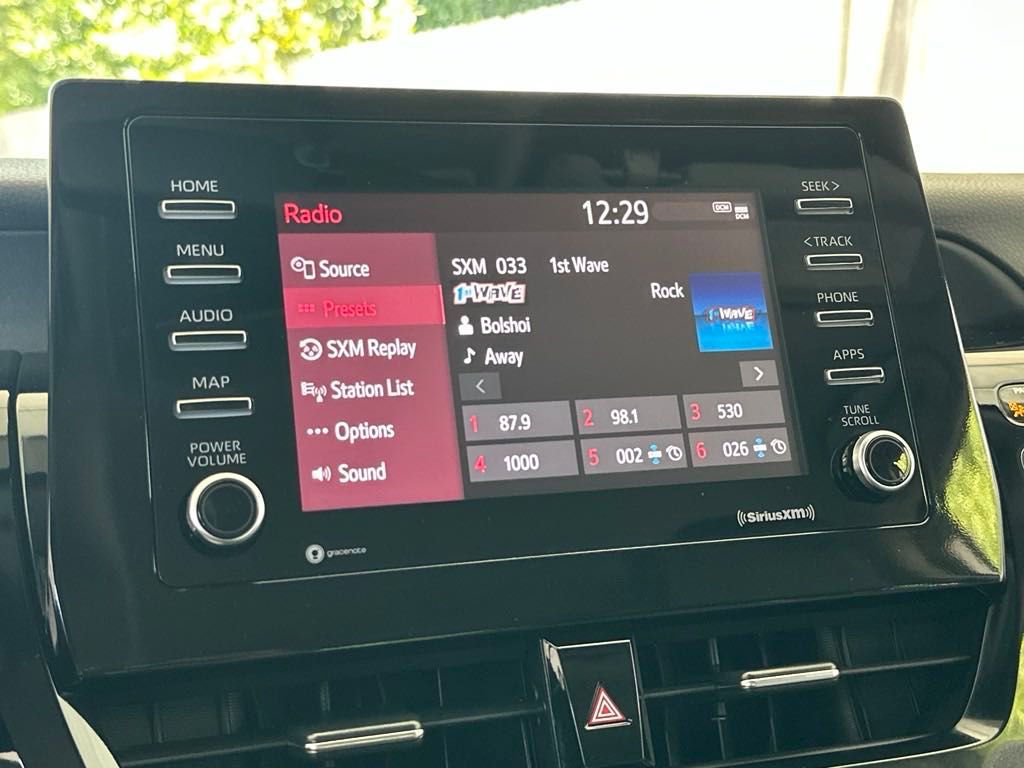 HOME
MENU
AUDIO
MAP
POWER
VOLUME
Radio
12:29
DCM
DCM
Source
Presets
SXM Replay
Station List
Options
Sound
SXM 033 1st Wave
1st WAVE
Rock
1st WAVE
Bolshoi
Away
<
>
1 87.9
2 98.1
3 530
4 1000
5 002
6 026
SEEK >
< TRACK
PHONE
APPS
TUNE
SCROLL
gracenote
((SiriusXM))